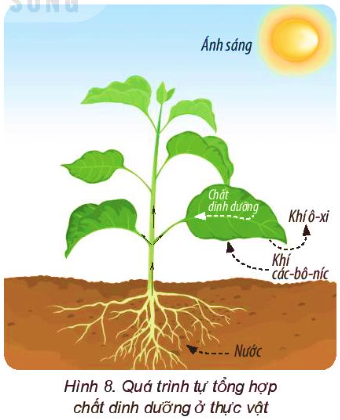 SONG
Ánh sáng
Chất
dinh dưỡng
Khí ô-xi
Khí
các-bô-níc
Nước
Hình 8. Quá trình tự tổng hợp
chất dinh dưỡng ở thực vật